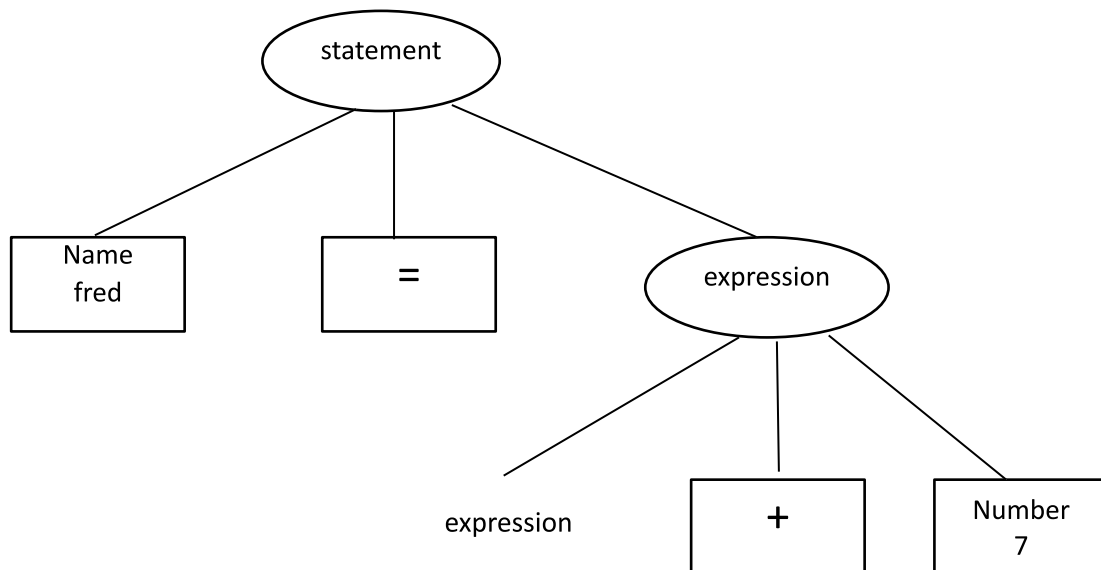 statement
Name
fred
=
expression
expression
+
Number
7